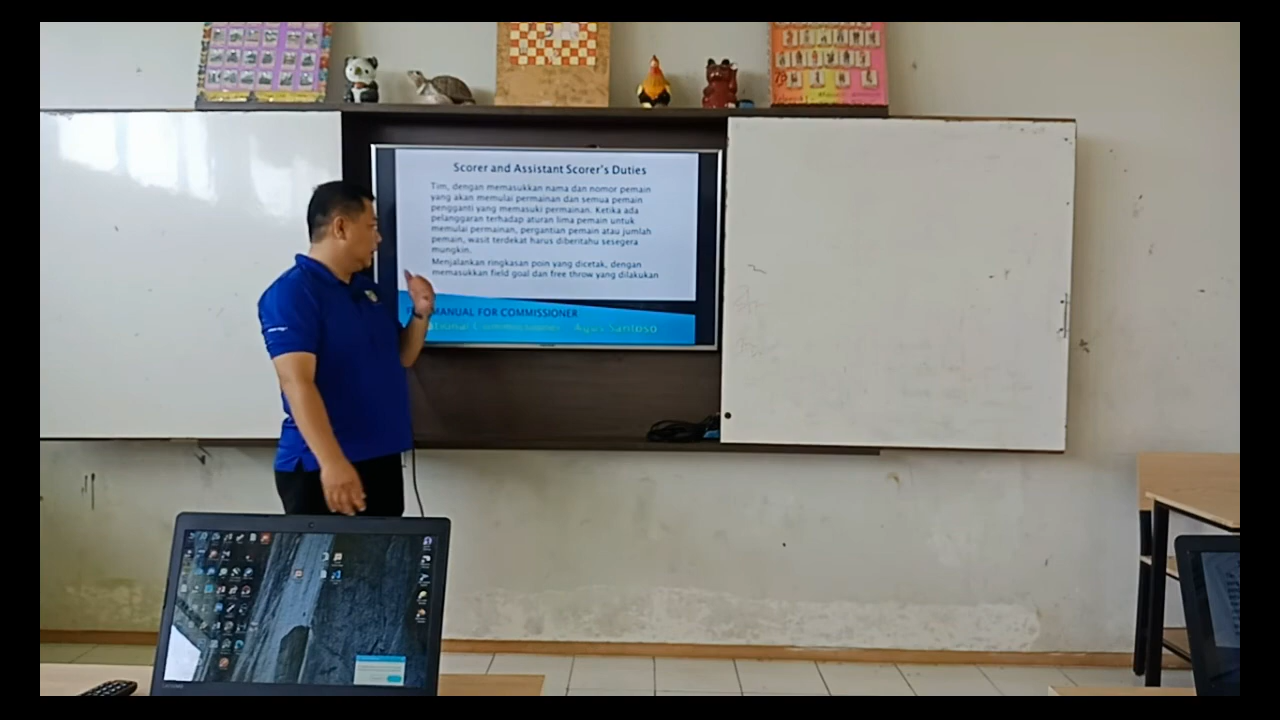 Scorer and Assistant Scorer's Duties
Tim, dengan memasukkan nama dan nomor pemain
yang akan memulai permainan dan semua pemain
pengganti yang memasuki permainan. Ketika ada
pelanggaran terhadap aturan lima pemain untuk
memulai permainan, pergantian pemain atau jumlah
pemain, wasit terdekat harus diberitahu sesegera
mungkin.
Menjalankan ringkasan poin yang dicetak, dengan
memasukkan field goal dan free throw yang dilakukan
MANUAL FOR COMMISSIONER
Agus Santoso